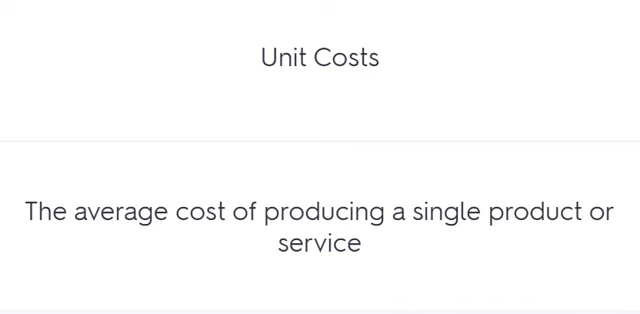 Unit Costs
The average cost of producing a single product or
service